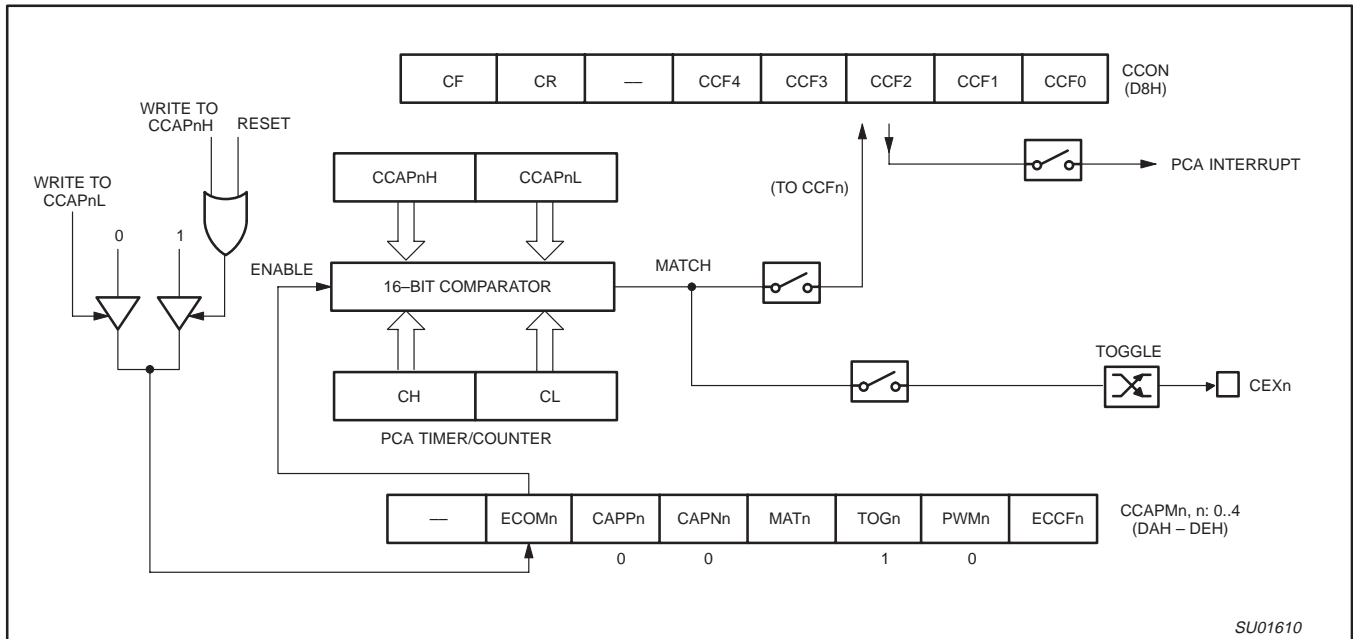 CF CR — CCF4 CCF3 CCF2 CCF1 CCF0
CCON
(D8H)
WRITE TO
CCAPnH
RESET
WRITE TO
CCAPnL
0
1
CCAPnH CCAPnL
(TO CCFn)
PCA INTERRUPT
ENABLE
16–BIT COMPARATOR
MATCH
CH CL
PCA TIMER/COUNTER
TOGGLE
CEXn
— ECOMn CAPPn CAPNn MATn TOGn PWMn ECCFn
CCAPMn, n: 0..4
(DAH – DEH)
0 0 1 0
SU01610